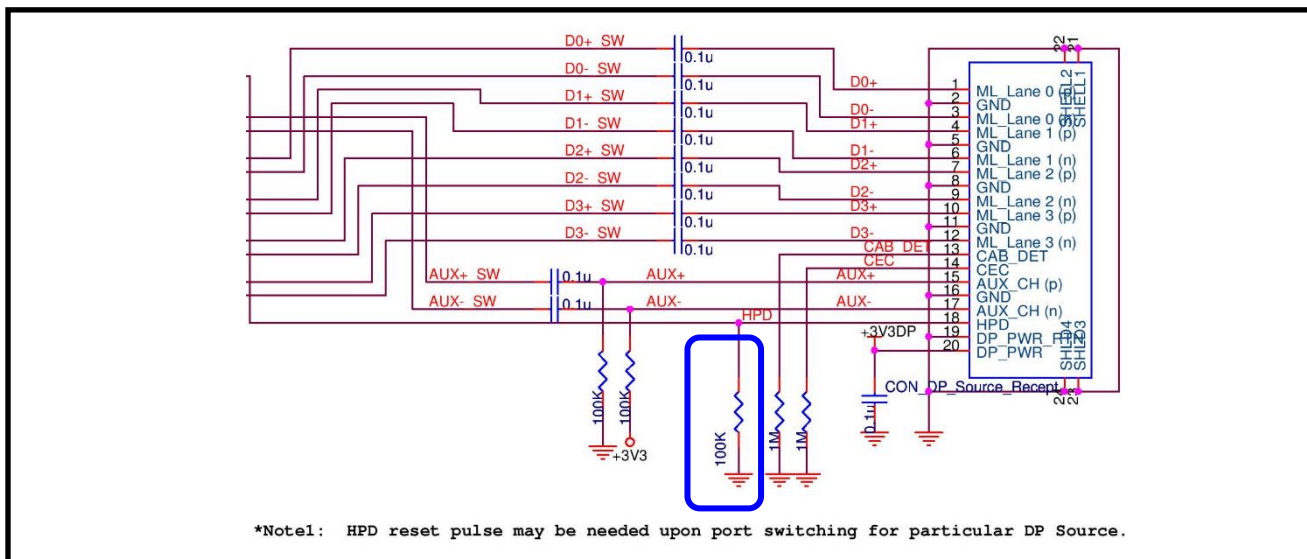 D0+ SW
0.1u
D0- SW
0.1u
D1+ SW
0.1u
D1- SW
0.1u
D2+ SW
0.1u
D2- SW
0.1u
D3+ SW
0.1u
D3- SW
0.1u
AUX+ SW
0.1u
AUX+
AUX+
AUX- SW
0.1u
AUX-
AUX-
HPD
D0+
D0-
D1+
D1-
D2+
D2-
D3+
D3-
CAB_DET
CEC
22
21
SHELL2
SHELL1
1 ML_Lane 0 (p)
2 GND
3 ML_Lane 0
4 ML_Lane 1 (p)
5 GND
6 ML_Lane 1 (n)
7 ML_Lane 2 (p)
8 GND
9 ML_Lane 2 (n)
10 ML_Lane 3 (p)
11 GND
12 ML_Lane 3 (n)
13 CAB_DET
14 CEC
15 AUX_CH (p)
16 GND
17 AUX_CH (n)
18 HPD
19 DP_PWR
20 DP_PWR
SHLD4
SHLD3
+3V3DP
CON_DP_Source_Recept
100K
100K
+3V3
100K
1M
1M
0.1u
*Note1: HPD reset pulse may be needed upon port switching for particular DP Source.